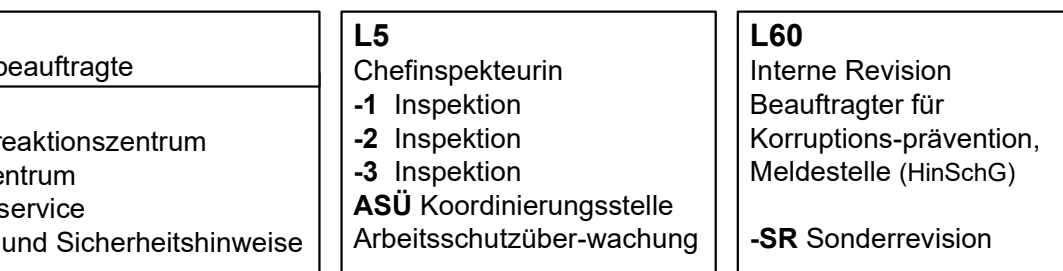 beauftragte
reaktionszentrum
entrum
service
und Sicherheitshinweise
L5
Chefinspekteurin
-1 Inspektion
-2 Inspektion
-3 Inspektion
ASÜ Koordinierungsstelle
Arbeitsschutzüber-wachung
L60
Interne Revision
Beauftragter für
Korruptions-prävention,
Meldestelle (HinSchG)
-SR Sonderrevision